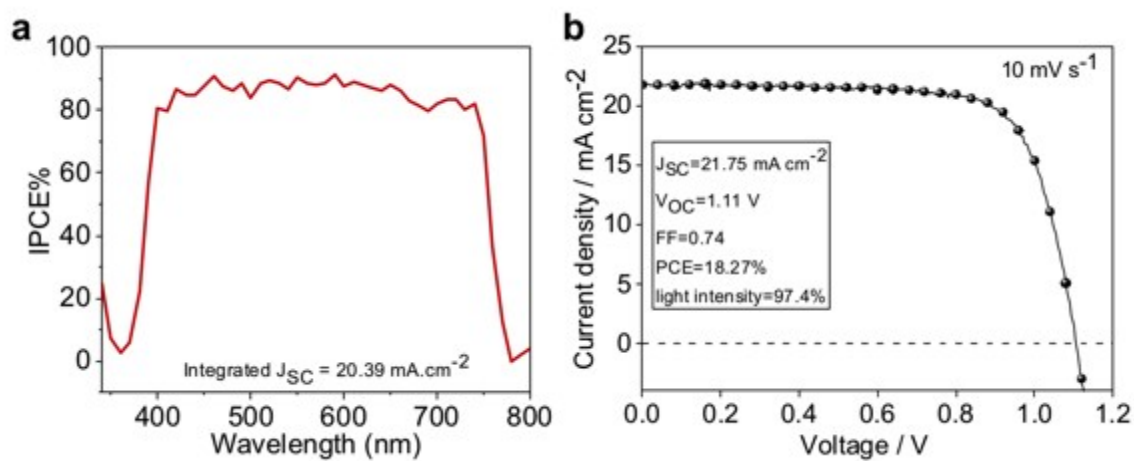 a
100
80
60
40
20
0
IPCE%
Integrated J_SC = 20.39 mA.cm⁻²
400
500
600
700
800
Wavelength (nm)
b
25
20
15
10
5
0
Current density / mA cm⁻²
10 mV s⁻¹
J_SC=21.75 mA cm⁻²
V_OC=1.11 V
FF=0.74
PCE=18.27%
light intensity=97.4%
0.0
0.2
0.4
0.6
0.8
1.0
1.2
Voltage / V